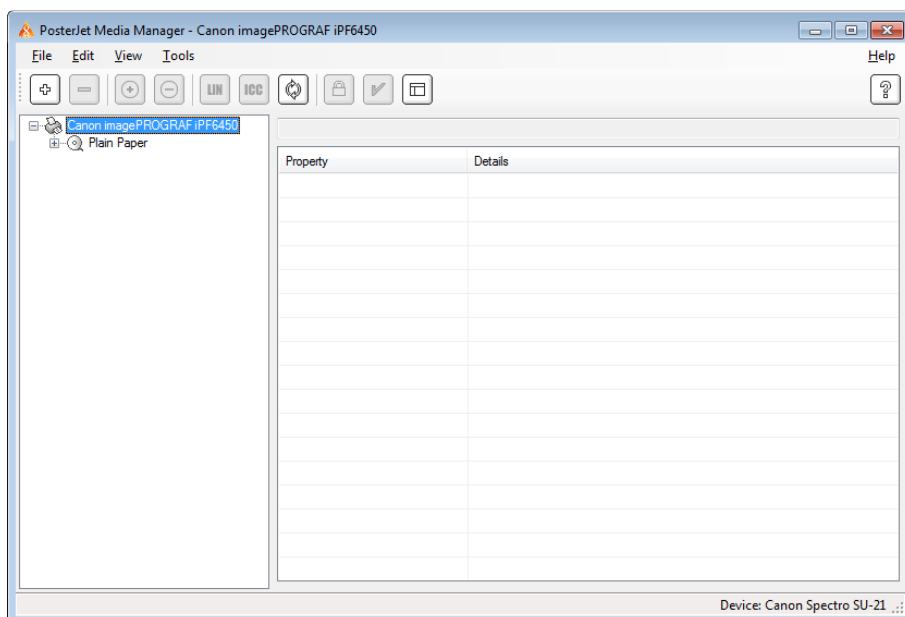 PosterJet Media Manager - Canon imagePROGRAF iPF6450
File Edit View Tools Help
LIN ICC ?
Canon imagePROGRAF iPF6450
Plain Paper
Property Details
Device: Canon Spectro SU-21